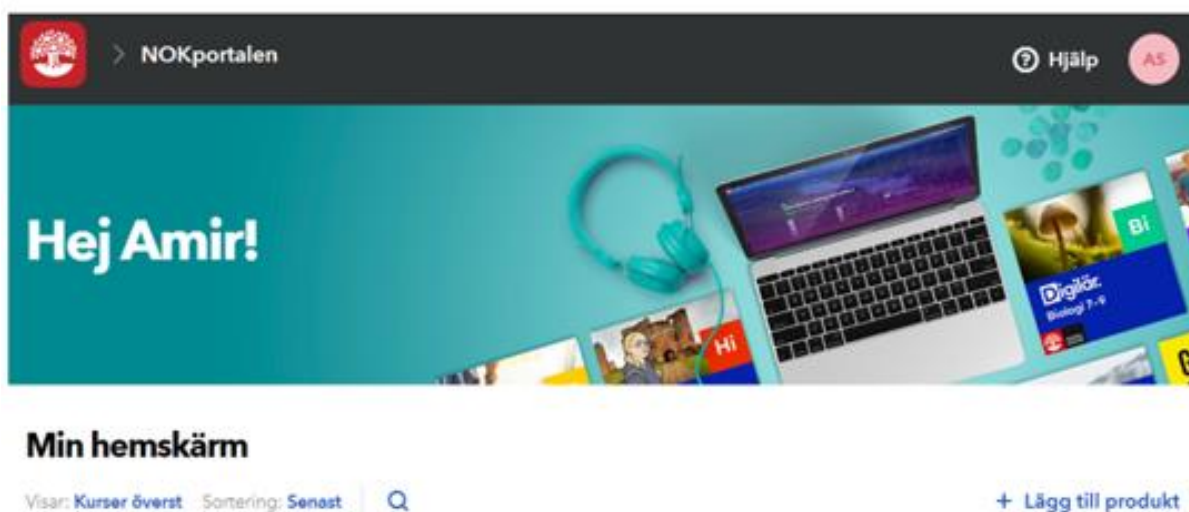 NOKportalen
Hjälp
AS
Hej Amir!
Hi
Bi
Digilär.
Biologi 7-9
Min hemskärm
Visar: Kurser överst Sortering: Senast
+ Lägg till produkt